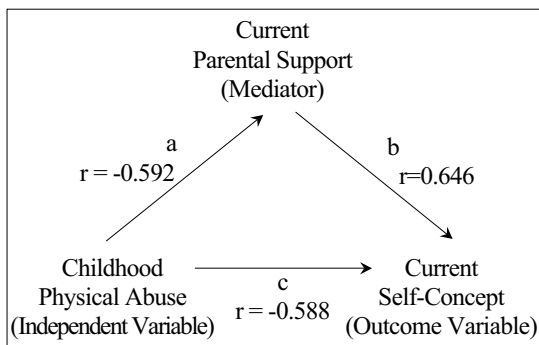 Current
Parental Support
(Mediator)
a
r = -0.592
b
r=0.646
Childhood
Physical Abuse
(Independent Variable)
c
r = -0.588
Current
Self-Concept
(Outcome Variable)